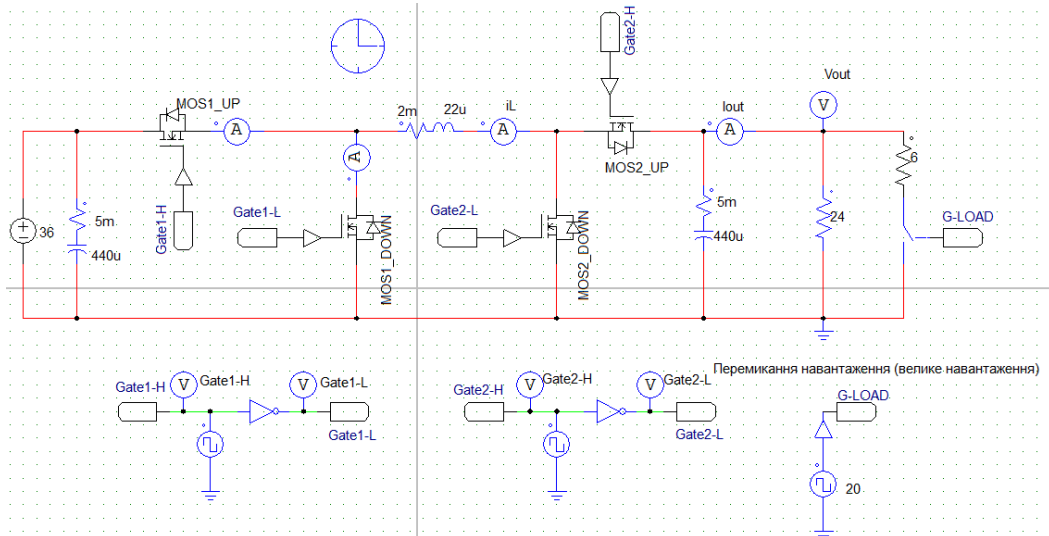 Gate2-H
Vout
V
MOS1_UP
2m
22u
iL
Iout
A
A
A
A
MOS2_UP
6
5m
Gate1-H
Gate1-L
Gate2-L
5m
24
G-LOAD
36
440u
MOS1_DOWN
MOS2_DOWN
440u
Перемикання навантаження (велике навантаження)
Gate1-H
V
Gate1-H
V
Gate1-L
Gate2-H
V
Gate2-H
V
Gate2-L
G-LOAD
Gate1-L
Gate2-L
20